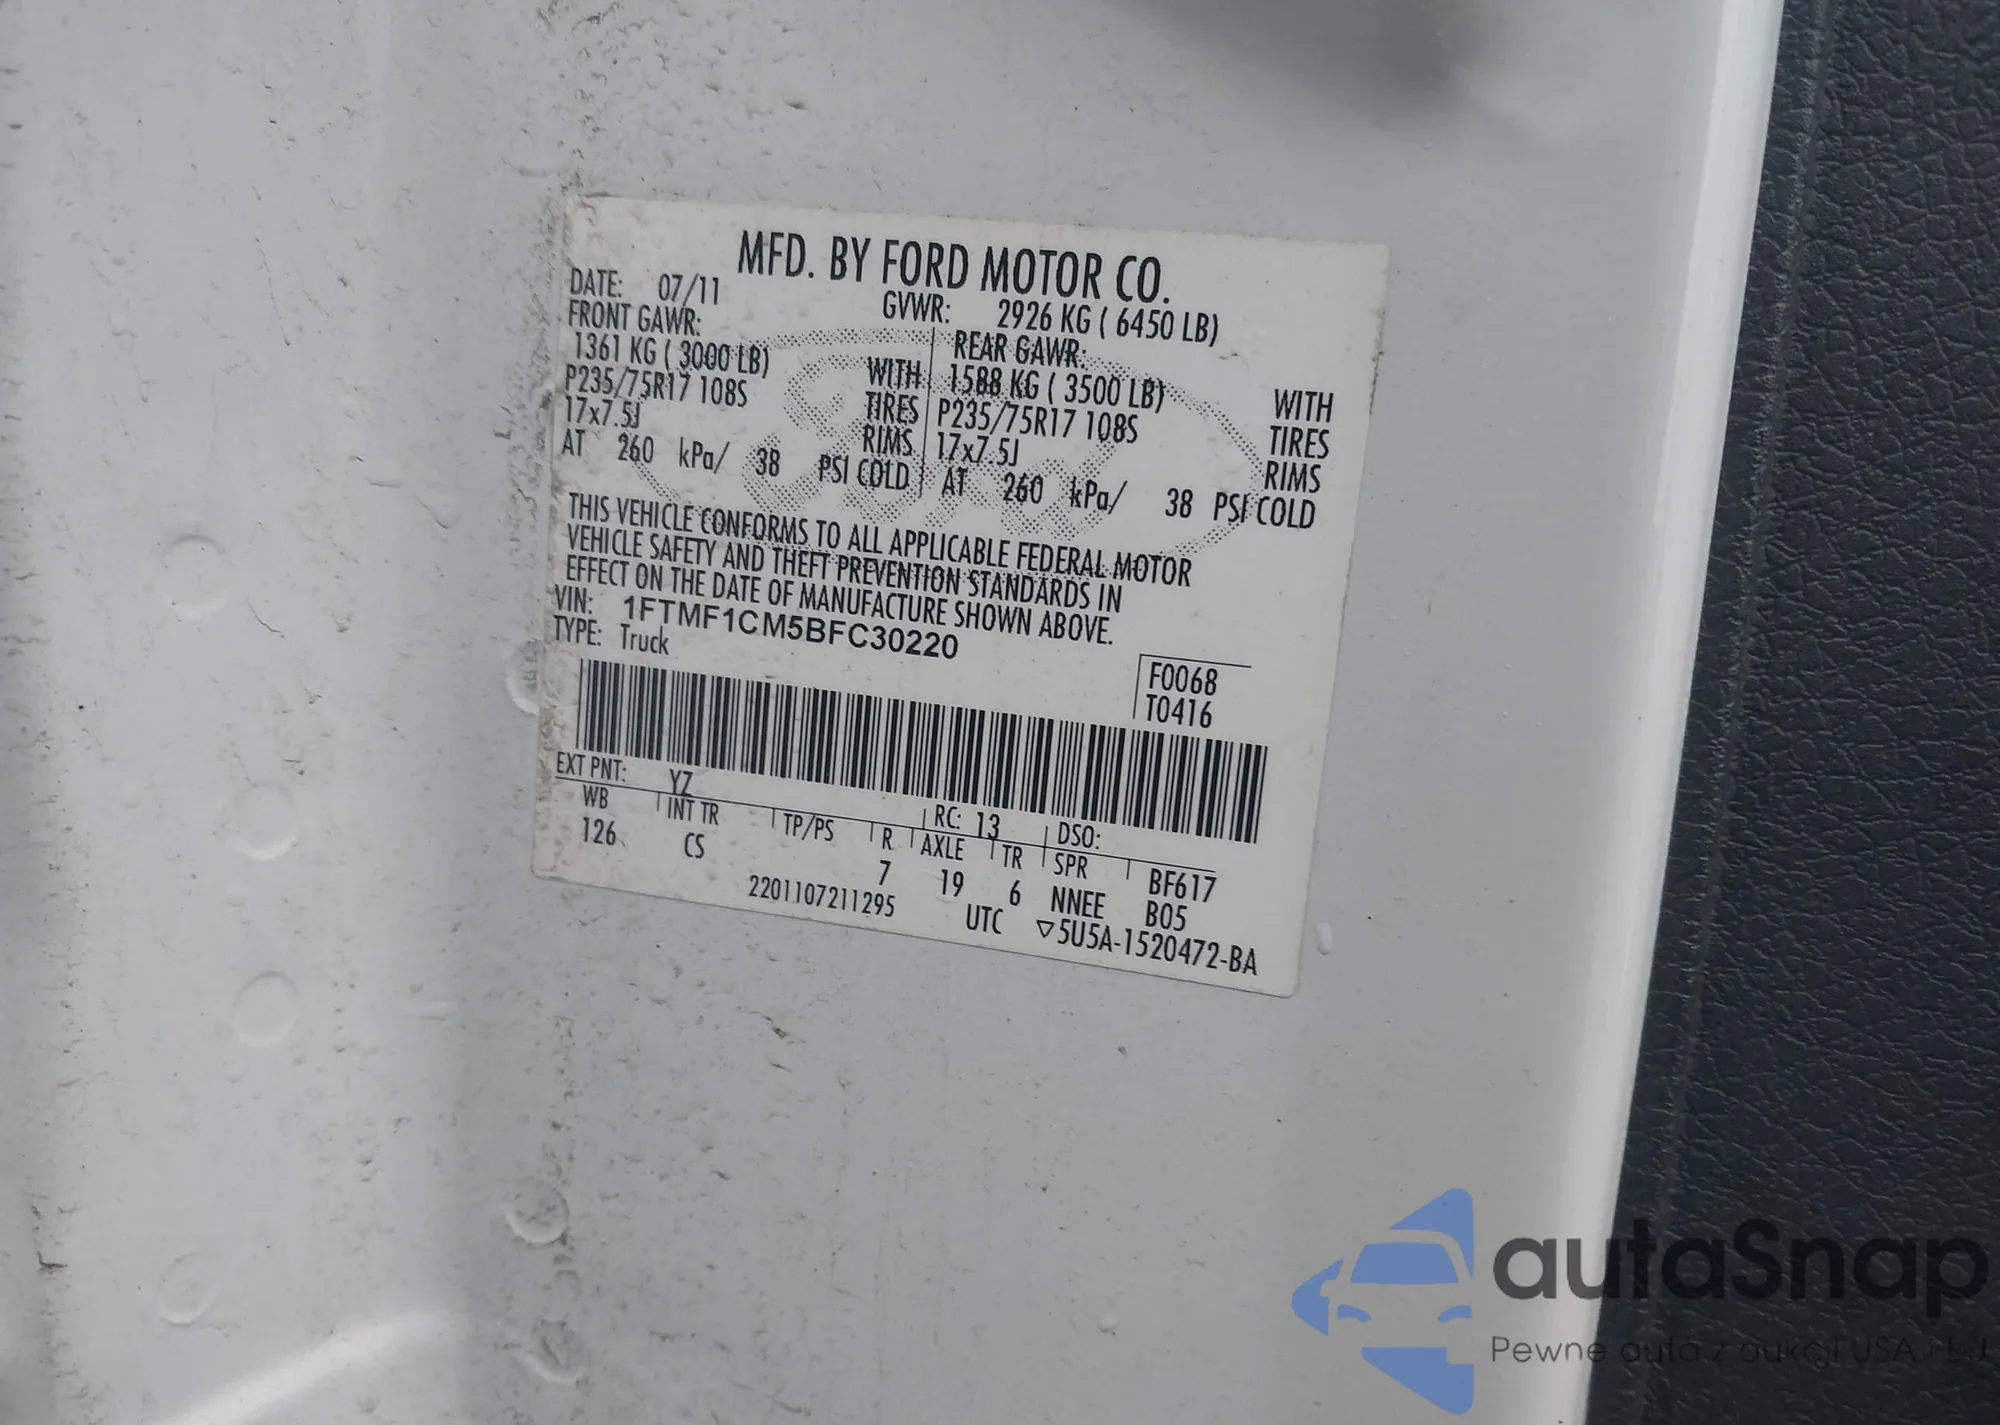 MFD. BY FORD MOTOR CO.
DATE: 07/11 GVWR: 2926 KG ( 6450 LB)
FRONT GAWR: REAR GAWR:
1361 KG ( 3000 LB) WITH 1588 KG ( 3500 LB) WITH
P235/75R17 108S TIRES P235/75R17 108S TIRES
17x7.5J RIMS 17x7.5J RIMS
AT 260 kPa/ 38 PSI COLD AT 260 kPa/ 38 PSI COLD
THIS VEHICLE CONFORMS TO ALL APPLICABLE FEDERAL MOTOR
VEHICLE SAFETY AND THEFT PREVENTION STANDARDS IN
EFFECT ON THE DATE OF MANUFACTURE SHOWN ABOVE.
VIN: 1FTMF1CM5BFC30220
TYPE: Truck
F0068
T0416
EXT PNT: YZ RC: 13 DSO:
WB INT TR TP/PS R AXLE TR SPR BF617
126 CS 7 19 6 NNEE B05
2201107211295 UTC ▽5U5A-1520472-BA
autaSnap
Pewne auta z aukcji USA i EU